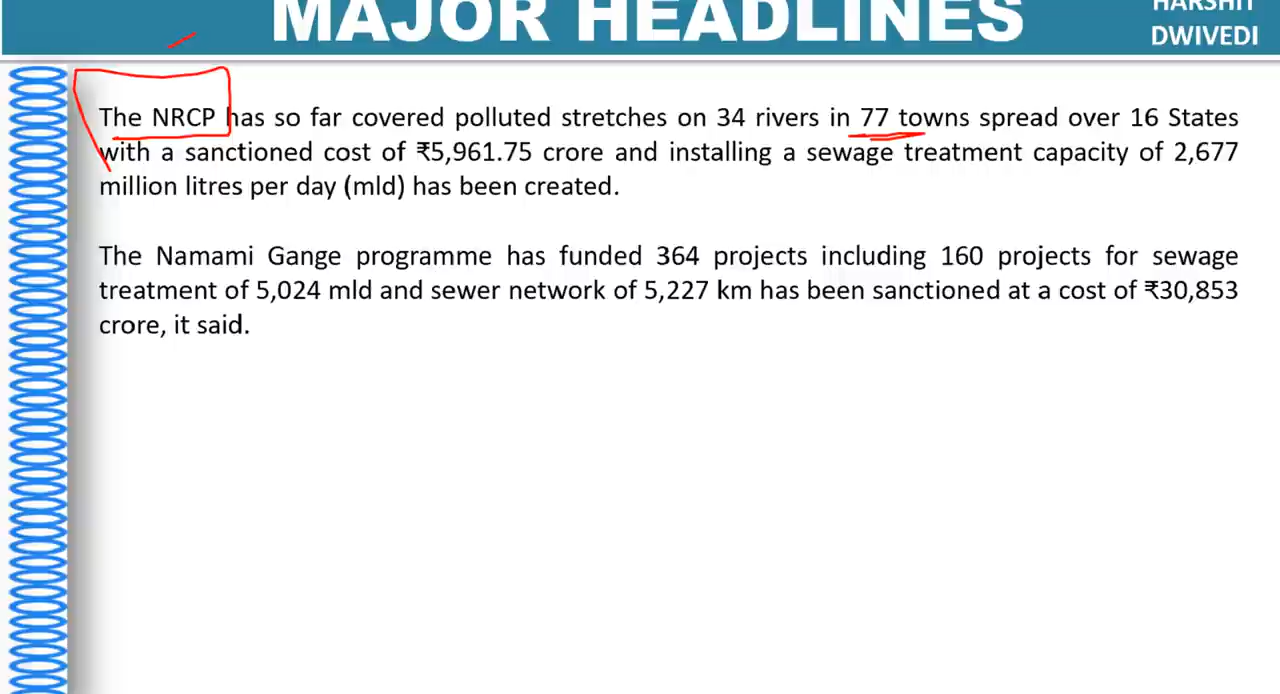 MAJOR HEADLINES
HARSHIT
DWIVEDI
The NRCP has so far covered polluted stretches on 34 rivers in 77 towns spread over 16 States
with a sanctioned cost of ₹5,961.75 crore and installing a sewage treatment capacity of 2,677
million litres per day (mld) has been created.
The Namami Gange programme has funded 364 projects including 160 projects for sewage
treatment of 5,024 mld and sewer network of 5,227 km has been sanctioned at a cost of ₹30,853
crore, it said.